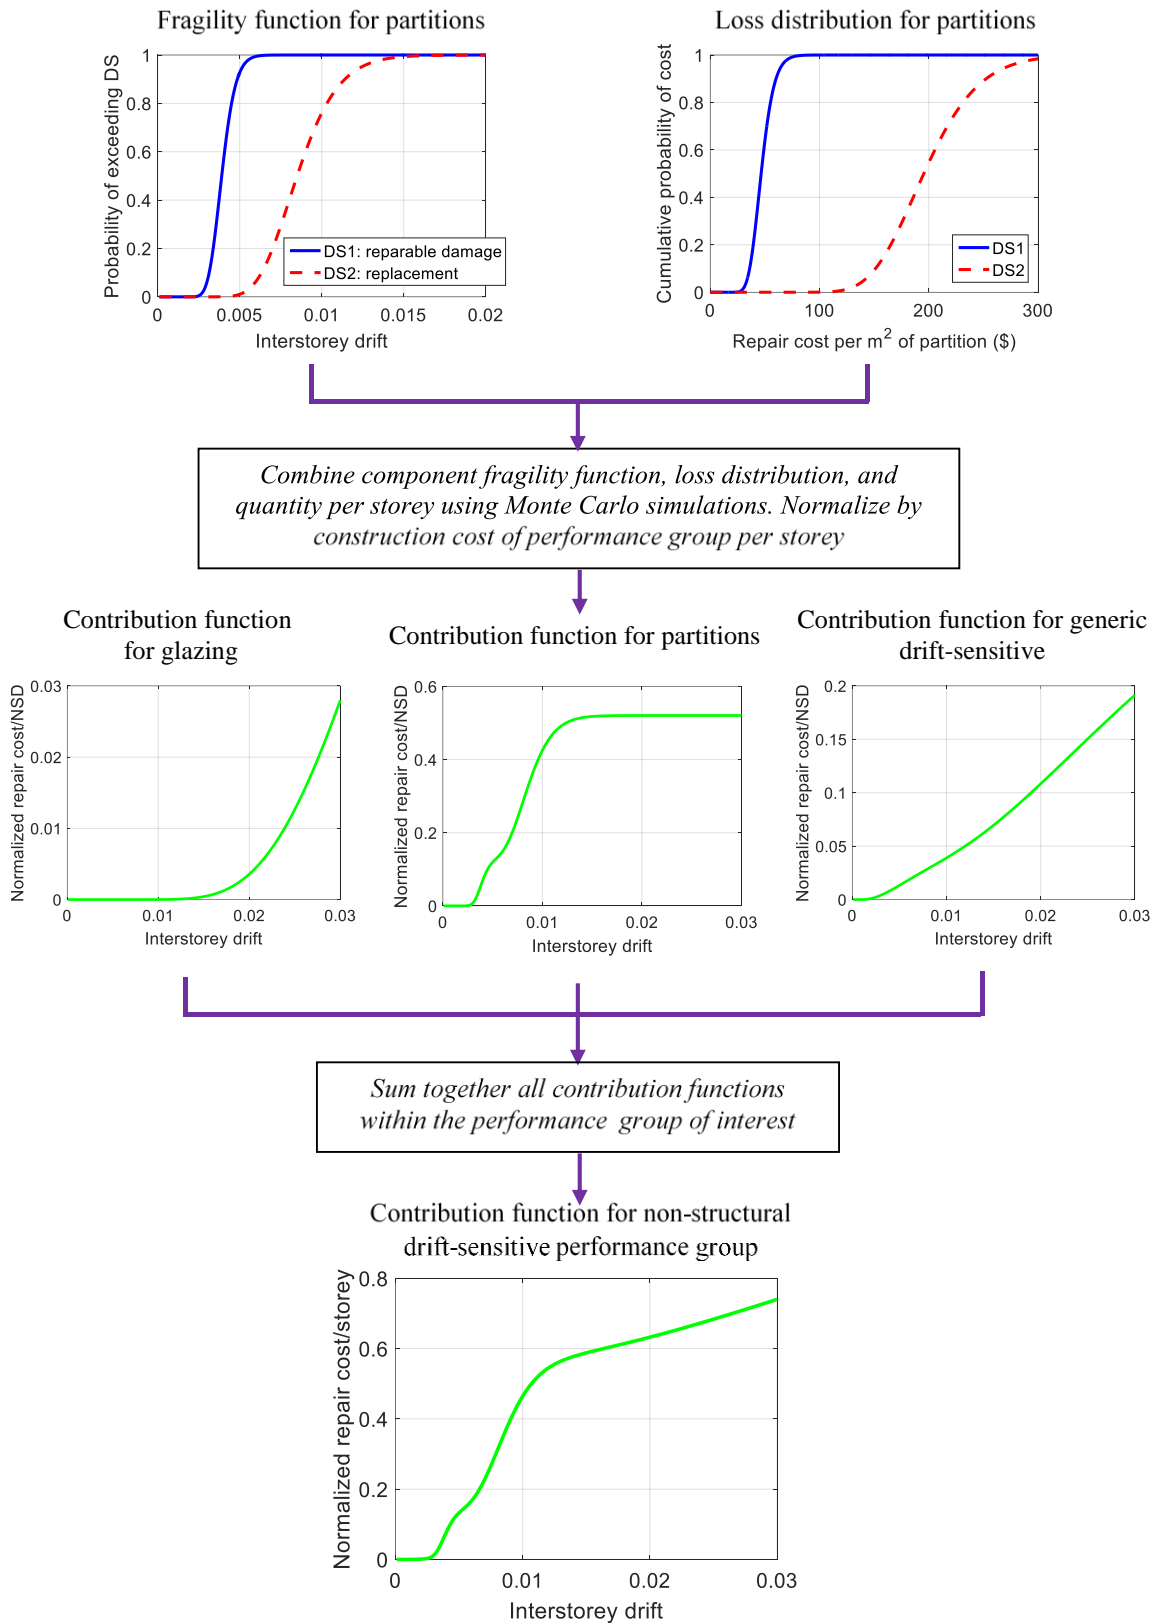 Fragility function for partitions
Loss distribution for partitions
Probability of exceeding DS
1
0.8
0.6
0.4
0.2
0
DS1: reparable damage
DS2: replacement
0
0.005
0.01
0.015
0.02
Interstorey drift
Cumulative probability of cost
1
0.8
0.6
0.4
0.2
0
DS1
DS2
0
100
200
300
Repair cost per m² of partition ($)
Combine component fragility function, loss distribution, and
quantity per storey using Monte Carlo simulations. Normalize by
construction cost of performance group per storey
Contribution function
for glazing
Contribution function for partitions
Contribution function for generic
drift-sensitive
Normalized repair cost/NSD
0.03
0.02
0.01
0
0
0.01
0.02
0.03
Interstorey drift
Normalized repair cost/NSD
0.6
0.4
0.2
0
0
0.01
0.02
0.03
Interstorey drift
Normalized repair cost/NSD
0.2
0.15
0.1
0.05
0
0
0.01
0.02
0.03
Interstorey drift
Sum together all contribution functions
within the performance group of interest
Contribution function for non-structural
drift-sensitive performance group
Normalized repair cost/storey
0.8
0.6
0.4
0.2
0
0
0.01
0.02
0.03
Interstorey drift